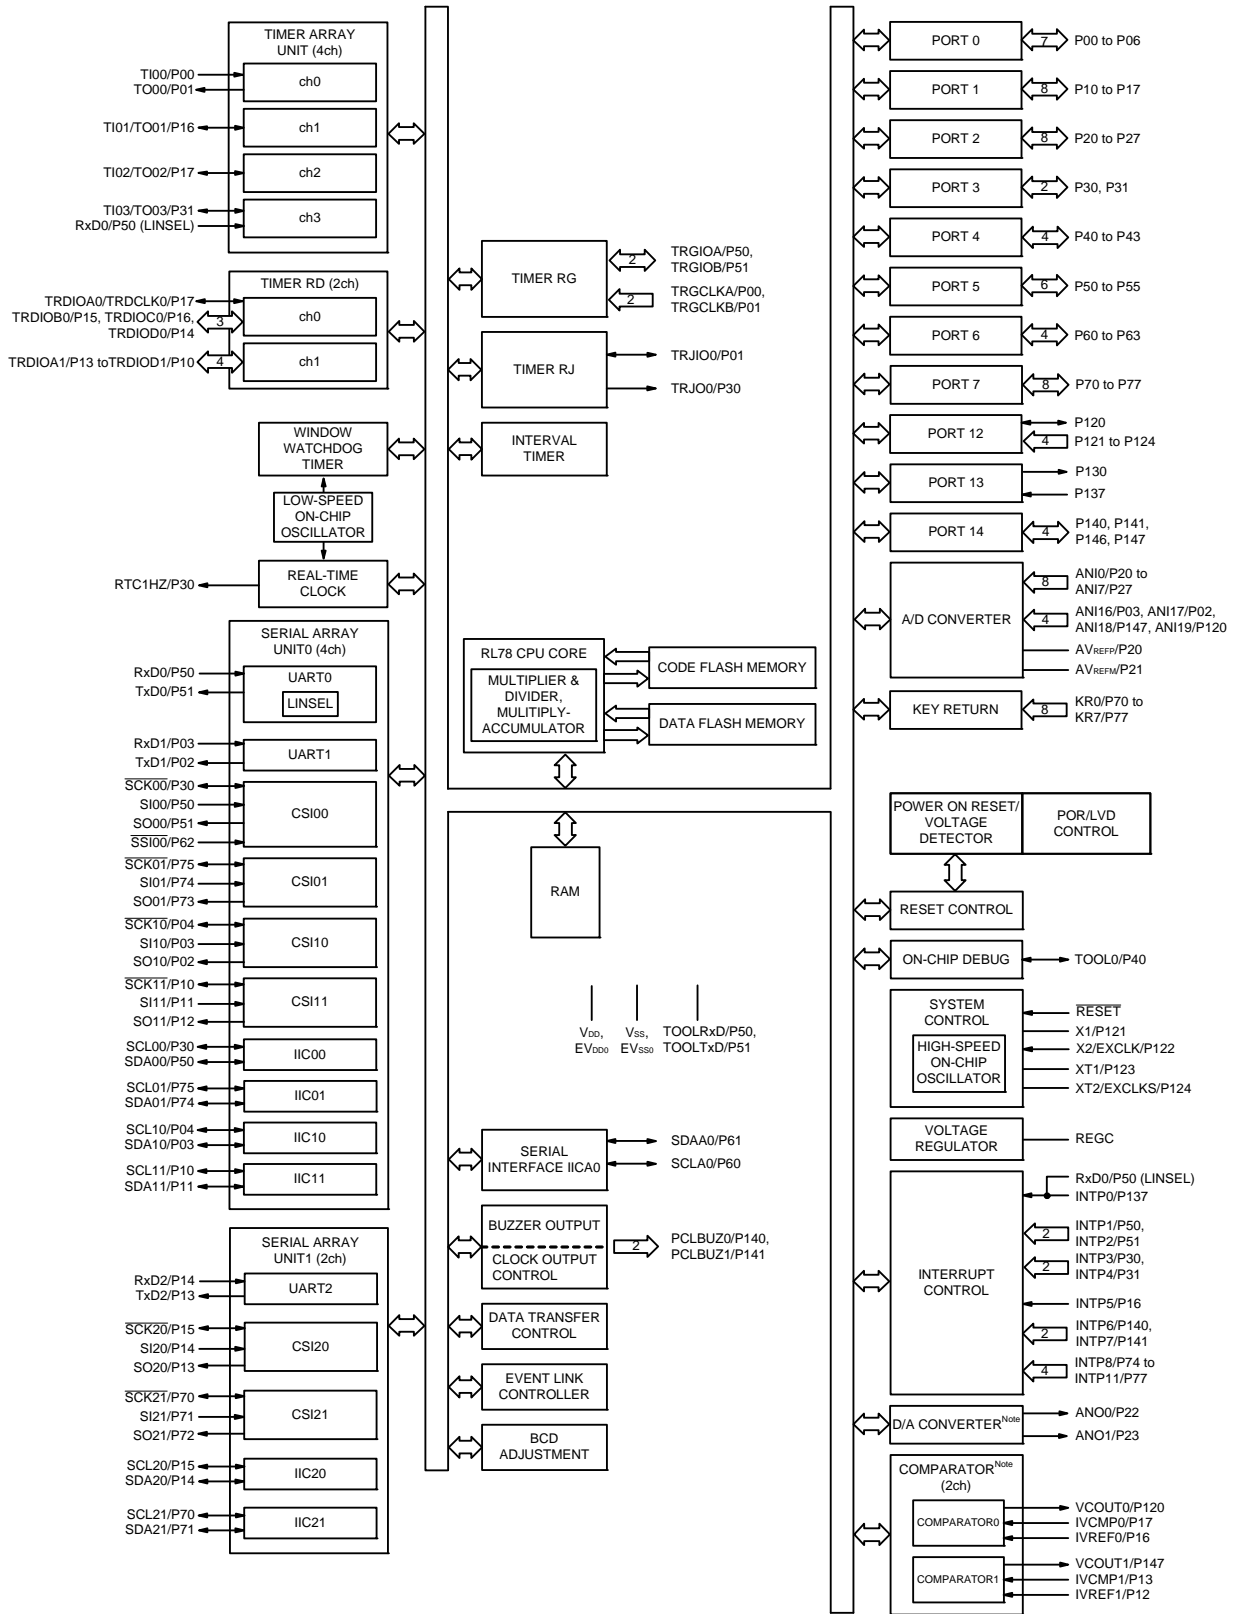 TIMER ARRAY
UNIT (4ch)
TI00/P00
TO00/P01
ch0
TI01/TO01/P16
ch1
TI02/TO02/P17
ch2
TI03/TO03/P31
RxD0/P50 (LINSEL)
ch3
TIMER RD (2ch)
TRDIOA0/TRDCLK0/P17
TRDIOB0/P15, TRDIOC0/P16,
TRDIOD0/P14
3
ch0
TRDIOA1/P13 toTRDIOD1/P10
4
ch1
WINDOW
WATCHDOG
TIMER
LOW-SPEED
ON-CHIP
OSCILLATOR
RTC1HZ/P30
REAL-TIME
CLOCK
SERIAL ARRAY
UNIT0 (4ch)
RxD0/P50
TxD0/P51
UART0
LINSEL
RxD1/P03
TxD1/P02
UART1
SCK00/P30
SI00/P50
SO00/P51
SSI00/P62
CSI00
SCK01/P75
SI01/P74
SO01/P73
CSI01
SCK10/P04
SI10/P03
SO10/P02
CSI10
SCK11/P10
SI11/P11
SO11/P12
CSI11
SCL00/P30
SDA00/P50
IIC00
SCL01/P75
SDA01/P74
IIC01
SCL10/P04
SDA10/P03
IIC10
SCL11/P10
SDA11/P11
IIC11
SERIAL ARRAY
UNIT1 (2ch)
RxD2/P14
TxD2/P13
UART2
SCK20/P15
SI20/P14
SO20/P13
CSI20
SCK21/P70
SI21/P71
SO21/P72
CSI21
SCL20/P15
SDA20/P14
IIC20
SCL21/P70
SDA21/P71
IIC21
TIMER RG
2
TRGIOA/P50,
TRGIOB/P51
2
TRGCLKA/P00,
TRGCLKB/P01
TIMER RJ
TRJIO0/P01
TRJO0/P30
INTERVAL
TIMER
RL78 CPU CORE
MULTIPLIER &
DIVIDER,
MULITIPLY-
ACCUMULATOR
CODE FLASH MEMORY
DATA FLASH MEMORY
RAM
VDD,
EVDD0
VSS,
EVSS0
TOOLRxD/P50,
TOOLTxD/P51
SERIAL
INTERFACE IICA0
SDAA0/P61
SCLA0/P60
BUZZER OUTPUT
CLOCK OUTPUT
CONTROL
2
PCLBUZ0/P140,
PCLBUZ1/P141
DATA TRANSFER
CONTROL
EVENT LINK
CONTROLLER
BCD
ADJUSTMENT
PORT 0
7
P00 to P06
PORT 1
8
P10 to P17
PORT 2
8
P20 to P27
PORT 3
2
P30, P31
PORT 4
4
P40 to P43
PORT 5
6
P50 to P55
PORT 6
4
P60 to P63
PORT 7
8
P70 to P77
PORT 12
P120
4
P121 to P124
PORT 13
P130
P137
PORT 14
4
P140, P141,
P146, P147
A/D CONVERTER
8
ANI0/P20 to
ANI7/P27
4
ANI16/P03, ANI17/P02,
ANI18/P147, ANI19/P120
AVREFP/P20
AVREFM/P21
KEY RETURN
8
KR0/P70 to
KR7/P77
POWER ON RESET/
VOLTAGE
DETECTOR
POR/LVD
CONTROL
RESET CONTROL
ON-CHIP DEBUG
TOOL0/P40
SYSTEM
CONTROL
HIGH-SPEED
ON-CHIP
OSCILLATOR
RESET
X1/P121
X2/EXCLK/P122
XT1/P123
XT2/EXCLKS/P124
VOLTAGE
REGULATOR
REGC
INTERRUPT
CONTROL
RxD0/P50 (LINSEL)
INTP0/P137
2
INTP1/P50,
INTP2/P51
2
INTP3/P30,
INTP4/P31
INTP5/P16
2
INTP6/P140,
INTP7/P141
4
INTP8/P74 to
INTP11/P77
D/A CONVERTERNote
ANO0/P22
ANO1/P23
COMPARATORNote
(2ch)
COMPARATOR0
VCOUT0/P120
IVCMP0/P17
IVREF0/P16
COMPARATOR1
VCOUT1/P147
IVCMP1/P13
IVREF1/P12